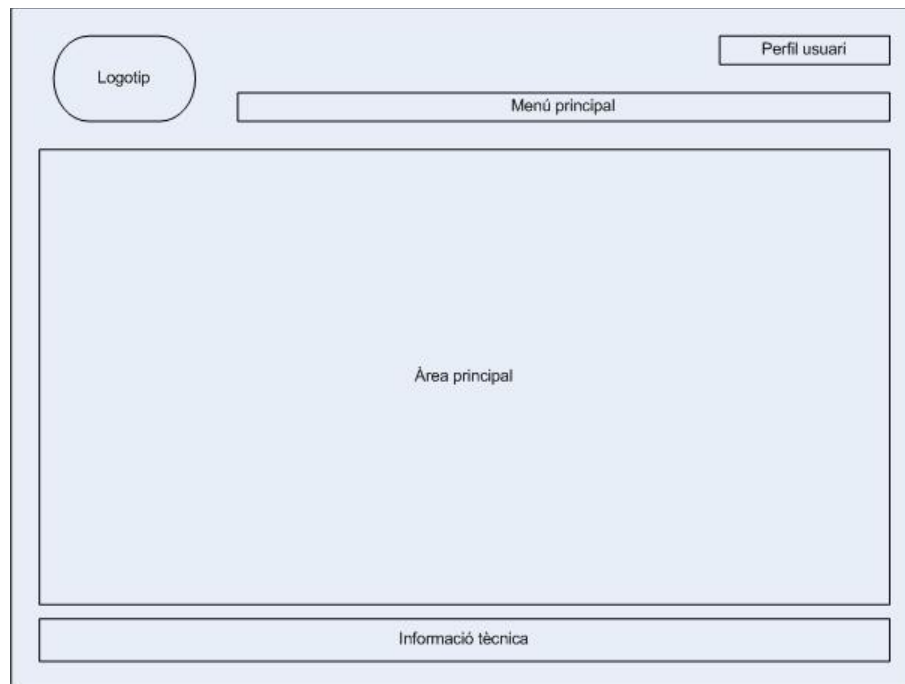 Perfil usuari
Logotip
Menú principal
Àrea principal
Informació tècnica